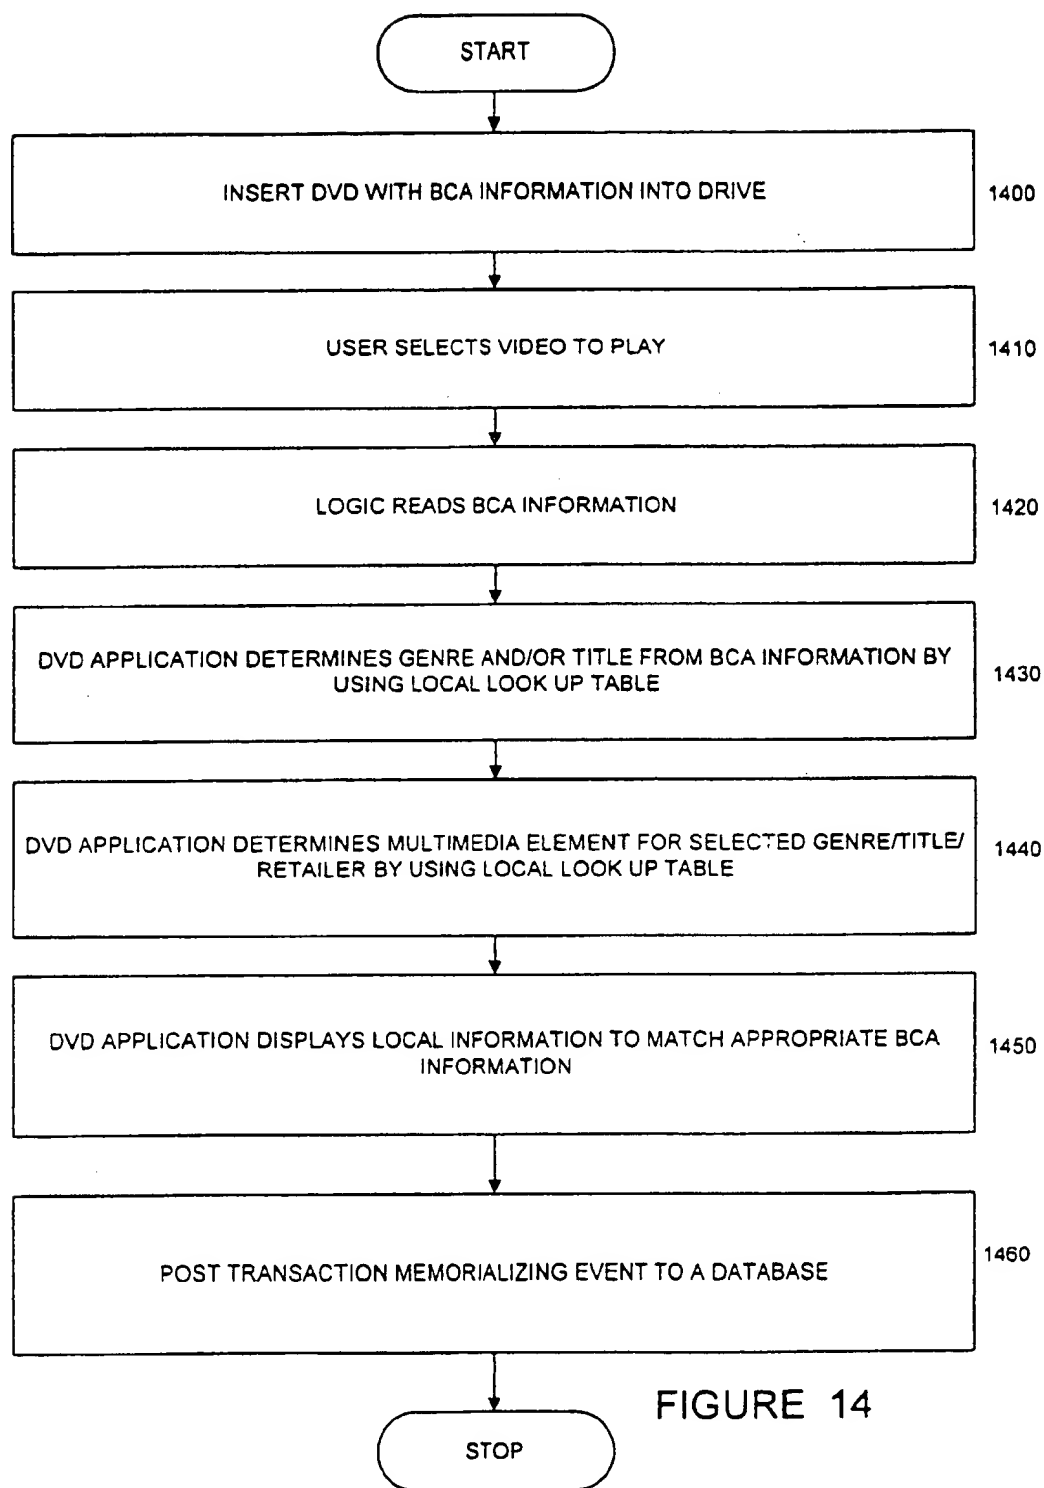 START
INSERT DVD WITH BCA INFORMATION INTO DRIVE
1400
USER SELECTS VIDEO TO PLAY
1410
LOGIC READS BCA INFORMATION
1420
DVD APPLICATION DETERMINES GENRE AND/OR TITLE FROM BCA INFORMATION BY
USING LOCAL LOOK UP TABLE
1430
DVD APPLICATION DETERMINES MULTIMEDIA ELEMENT FOR SELECTED GENRE/TITLE/
RETAILER BY USING LOCAL LOOK UP TABLE
1440
DVD APPLICATION DISPLAYS LOCAL INFORMATION TO MATCH APPROPRIATE BCA
INFORMATION
1450
POST TRANSACTION MEMORIALIZING EVENT TO A DATABASE
1460
FIGURE 14
STOP